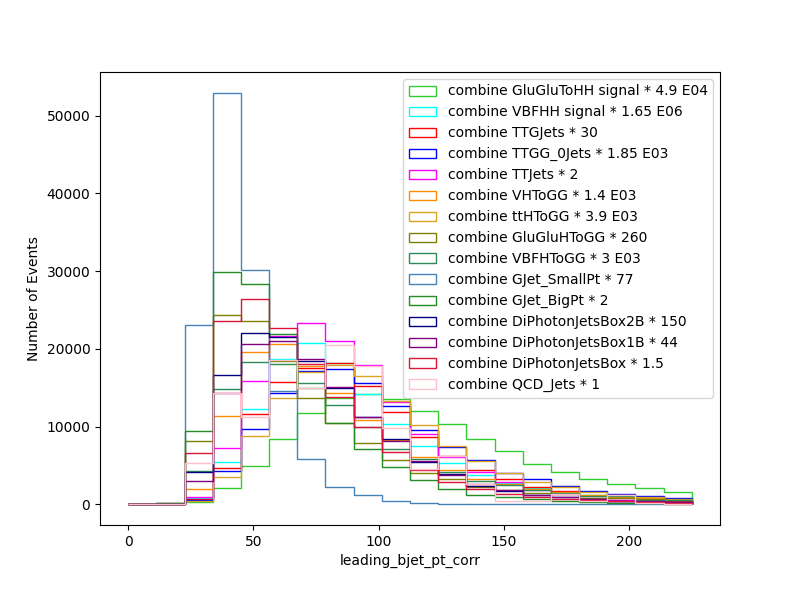 50000
40000
30000
20000
10000
0
Number of Events
combine GluGluToHH signal * 4.9 E04
combine VBFHH signal * 1.65 E06
combine TTGJets * 30
combine TTGG_0Jets * 1.85 E03
combine TTJets * 2
combine VHToGG * 1.4 E03
combine ttHToGG * 3.9 E03
combine GluGluHToGG * 260
combine VBFHToGG * 3 E03
combine GJet_SmallPt * 77
combine GJet_BigPt * 2
combine DiPhotonJetsBox2B * 150
combine DiPhotonJetsBox1B * 44
combine DiPhotonJetsBox * 1.5
combine QCD_Jets * 1
0 50 100 150 200
leading_bjet_pt_corr